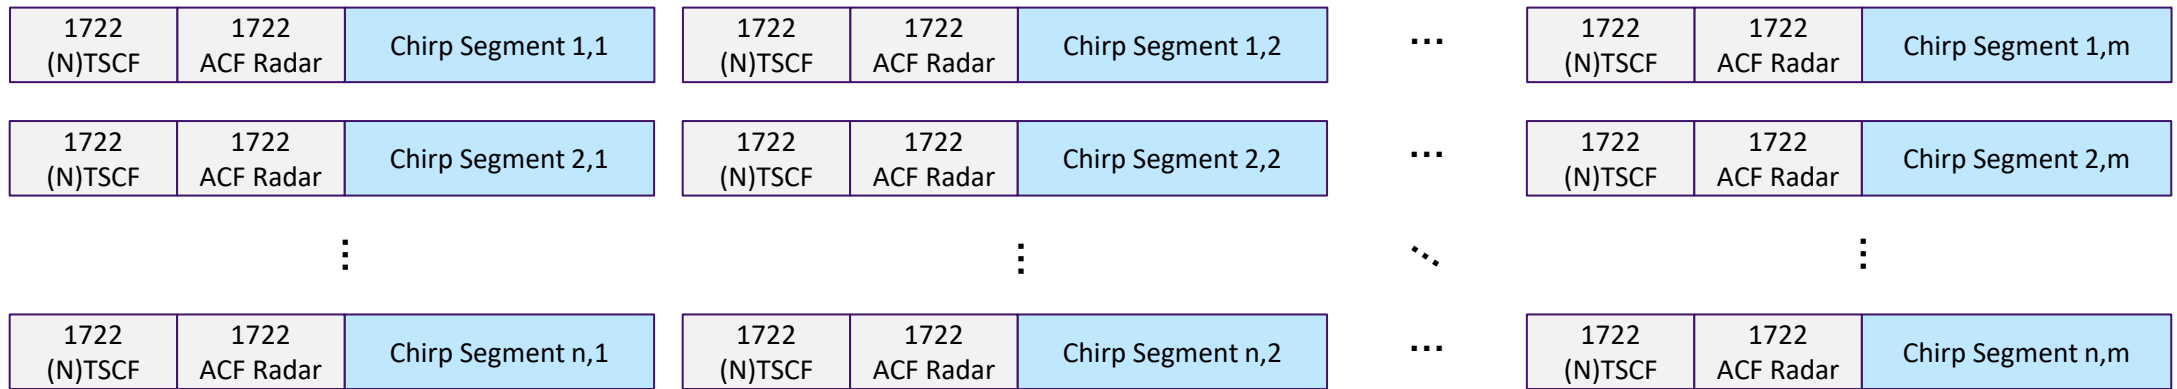 1722 (N)TSCF 1722 ACF Radar Chirp Segment 1,1 1722 (N)TSCF 1722 ACF Radar Chirp Segment 1,2 ... 1722 (N)TSCF 1722 ACF Radar Chirp Segment 1,m
1722 (N)TSCF 1722 ACF Radar Chirp Segment 2,1 1722 (N)TSCF 1722 ACF Radar Chirp Segment 2,2 ... 1722 (N)TSCF 1722 ACF Radar Chirp Segment 2,m
1722 (N)TSCF 1722 ACF Radar Chirp Segment n,1 1722 (N)TSCF 1722 ACF Radar Chirp Segment n,2 ... 1722 (N)TSCF 1722 ACF Radar Chirp Segment n,m